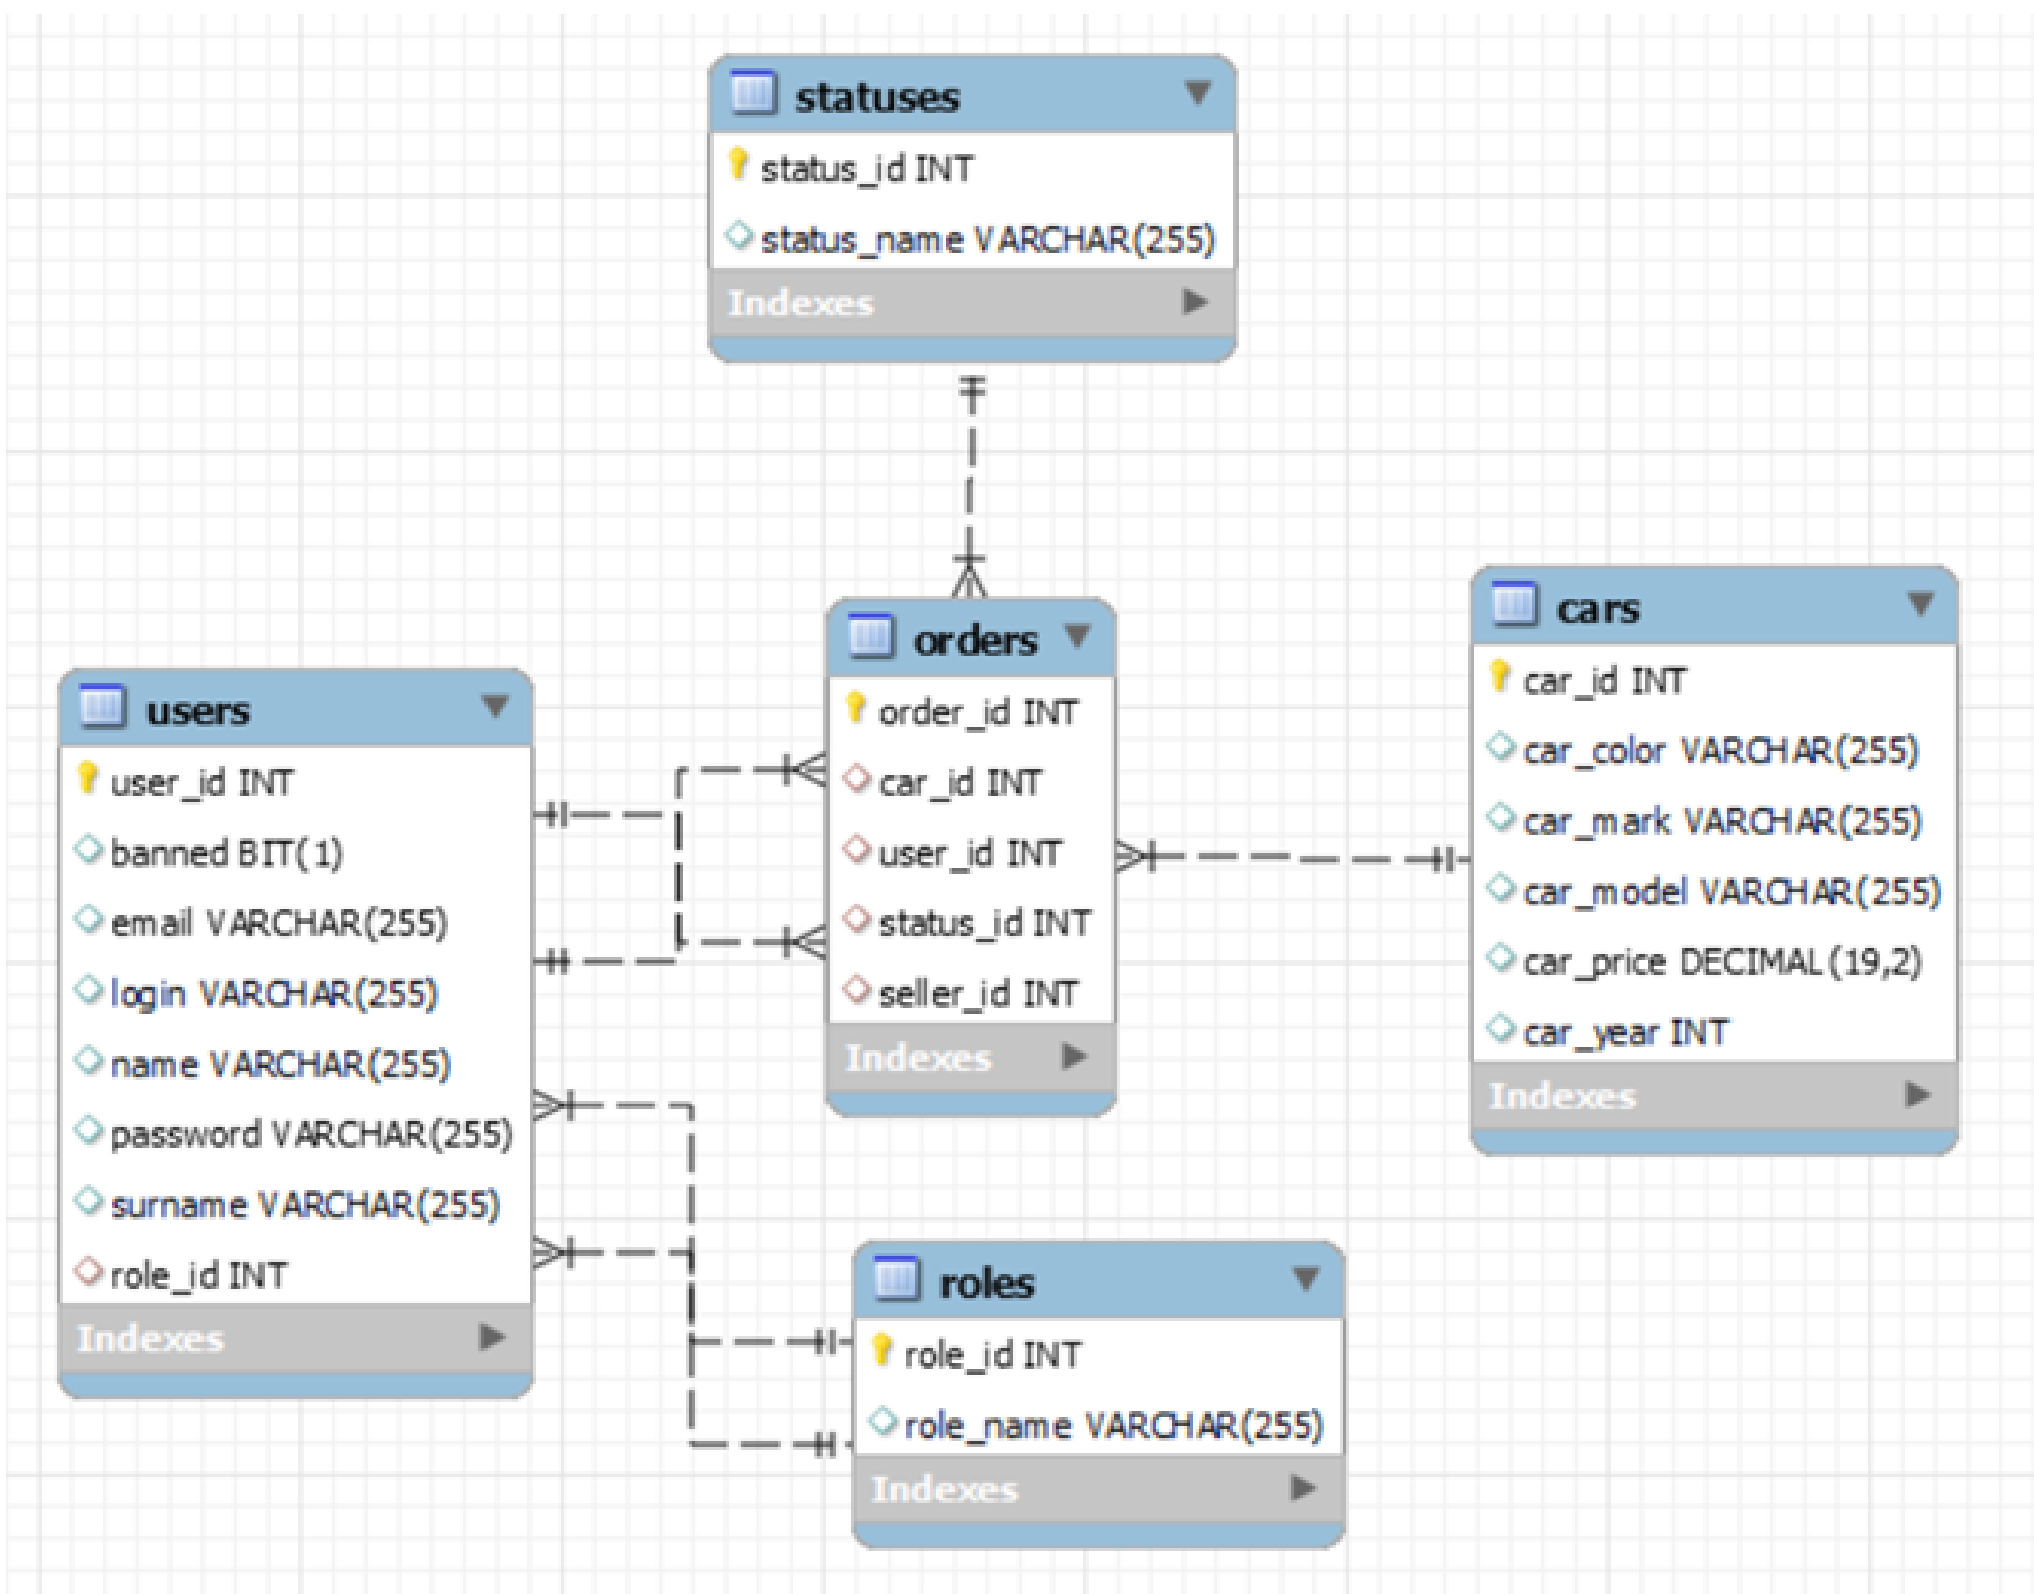 statuses
status_id INT
status_name VARCHAR(255)
Indexes
users
user_id INT
banned BIT(1)
email VARCHAR(255)
login VARCHAR(255)
name VARCHAR(255)
password VARCHAR(255)
surname VARCHAR(255)
role_id INT
Indexes
orders
order_id INT
car_id INT
user_id INT
status_id INT
seller_id INT
Indexes
cars
car_id INT
car_color VARCHAR(255)
car_mark VARCHAR(255)
car_model VARCHAR(255)
car_price DECIMAL(19,2)
car_year INT
Indexes
roles
role_id INT
role_name VARCHAR(255)
Indexes